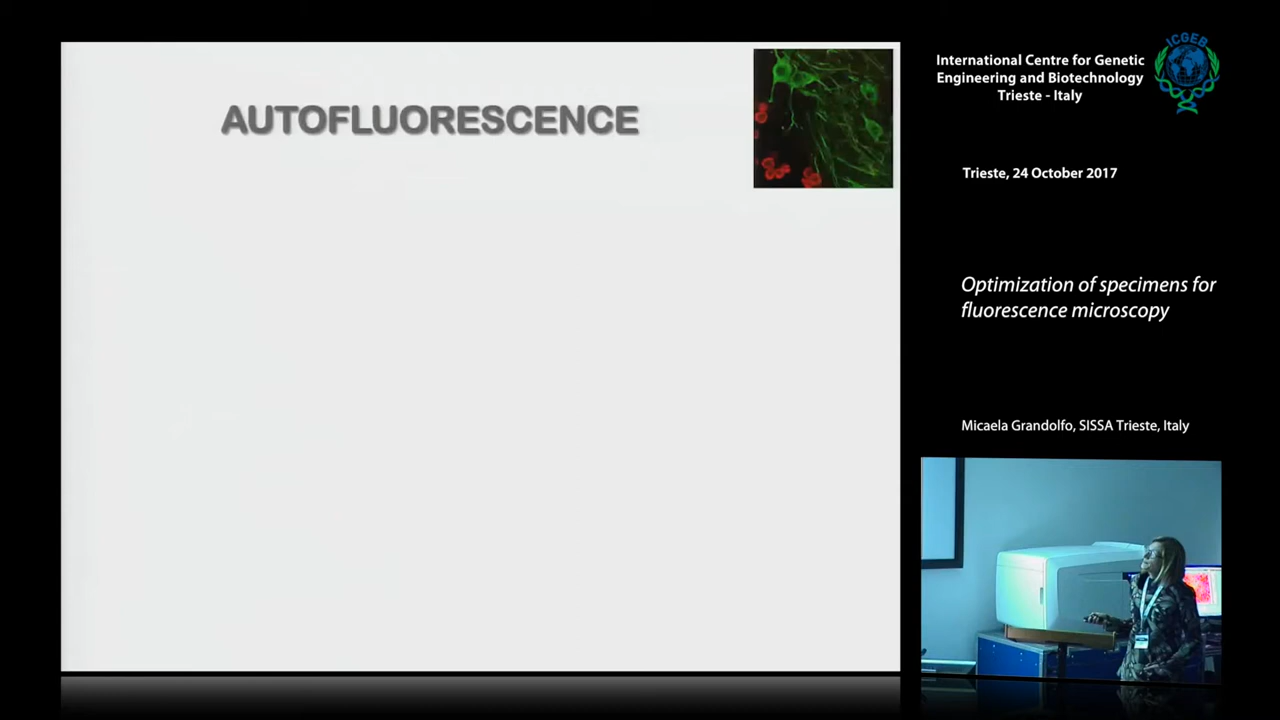 AUTOFLUORESCENCE
ICGEB
International Centre for Genetic
Engineering and Biotechnology
Trieste - Italy
Trieste, 24 October 2017
Optimization of specimens for
fluorescence microscopy
Micaela Grandolfo, SISSA Trieste, Italy